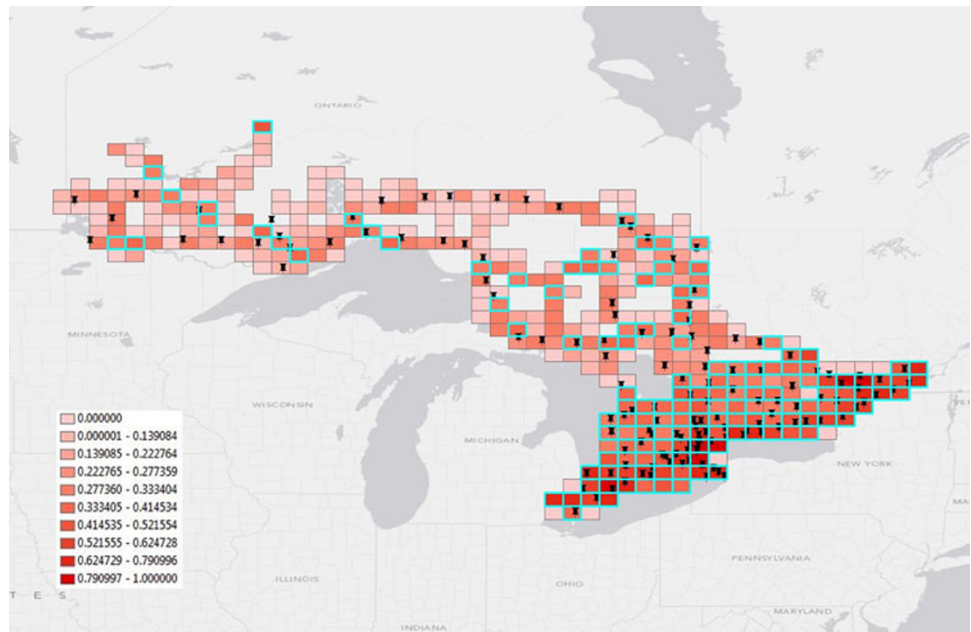 ONTARIO
MINNESOTA
WISCONSIN
MICHIGAN
VER
NEW YORK
MA
PENNSYLVANIA
ILLINOIS
OHIO
MARYLAND
INDIANA
T E S
0.000000
0.000001 - 0.139084
0.139085 - 0.222764
0.222765 - 0.277359
0.277360 - 0.333404
0.333405 - 0.414534
0.414535 - 0.521554
0.521555 - 0.624728
0.624729 - 0.790996
0.790997 - 1.000000